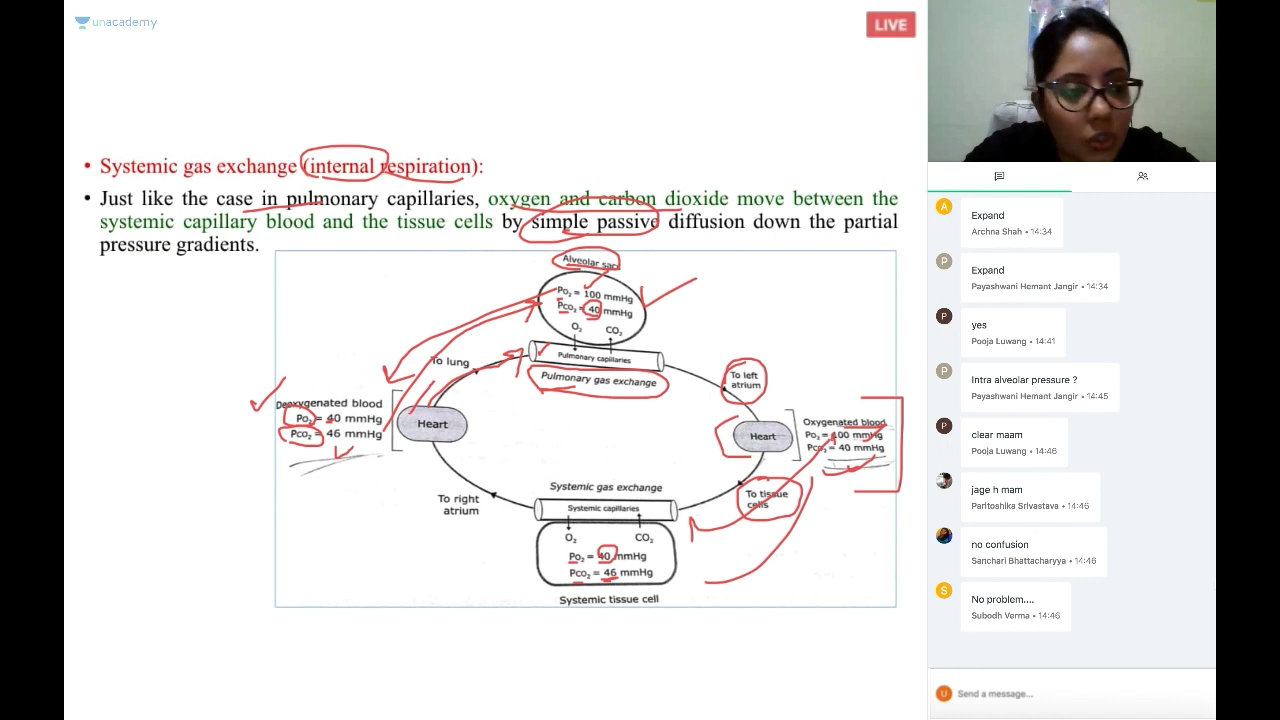 unacademy
LIVE
• Systemic gas exchange (internal respiration):
• Just like the case in pulmonary capillaries, oxygen and carbon dioxide move between the
systemic capillary blood and the tissue cells by simple passive diffusion down the partial
pressure gradients.
Alveolar sac
Po₂ = 100 mmHg
Pco₂ = 40 mmHg
O₂ CO₂
Pulmonary capillaries
Pulmonary gas exchange
To lung
To left
atrium
Deoxygenated blood
Po₂ = 40 mmHg
Pco₂ = 46 mmHg
Heart
Heart
Oxygenated blood
Po₂ = 100 mmHg
Pco₂ = 40 mmHg
Systemic gas exchange
To right
atrium
Systemic capillaries
To tissue
cells
O₂ CO₂
Po₂ = 40 mmHg
Pco₂ = 46 mmHg
Systemic tissue cell
A
Expand
Archna Shah • 14:34
P
Expand
Payashwani Hemant Jangir • 14:34
P
yes
Pooja Luwang • 14:41
P
Intra alveolar pressure ?
Payashwani Hemant Jangir • 14:45
P
clear maam
Pooja Luwang • 14:46
jage h mam
Paritoshika Srivastava • 14:46
no confusion
Sanchari Bhattacharyya • 14:46
S
No problem....
Subodh Verma • 14:46
U
Send a message...